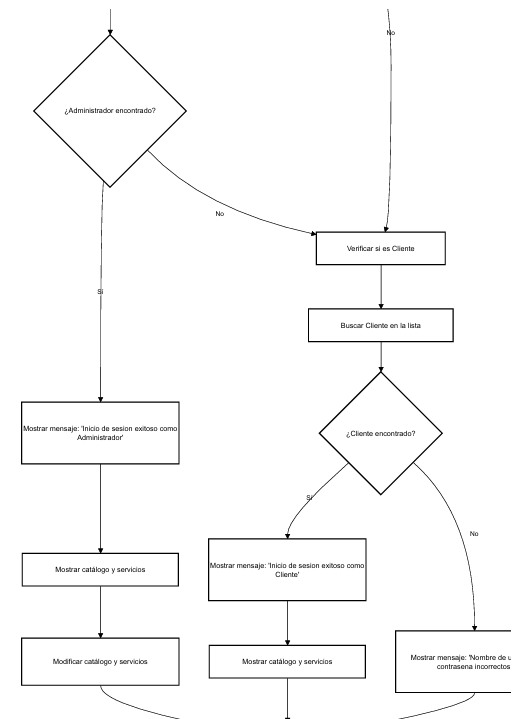 No
¿Administrador encontrado?
No
Verificar si es Cliente
Si
Buscar Cliente en la lista
Mostrar mensaje: 'Inicio de sesion exitoso como
Administrador'
¿Cliente encontrado?
Si
No
Mostrar catálogo y servicios
Mostrar mensaje: 'Inicio de sesion exitoso como
Cliente'
Modificar catálogo y servicios
Mostrar catálogo y servicios
Mostrar mensaje: 'Nombre de
contrasena incorrectos